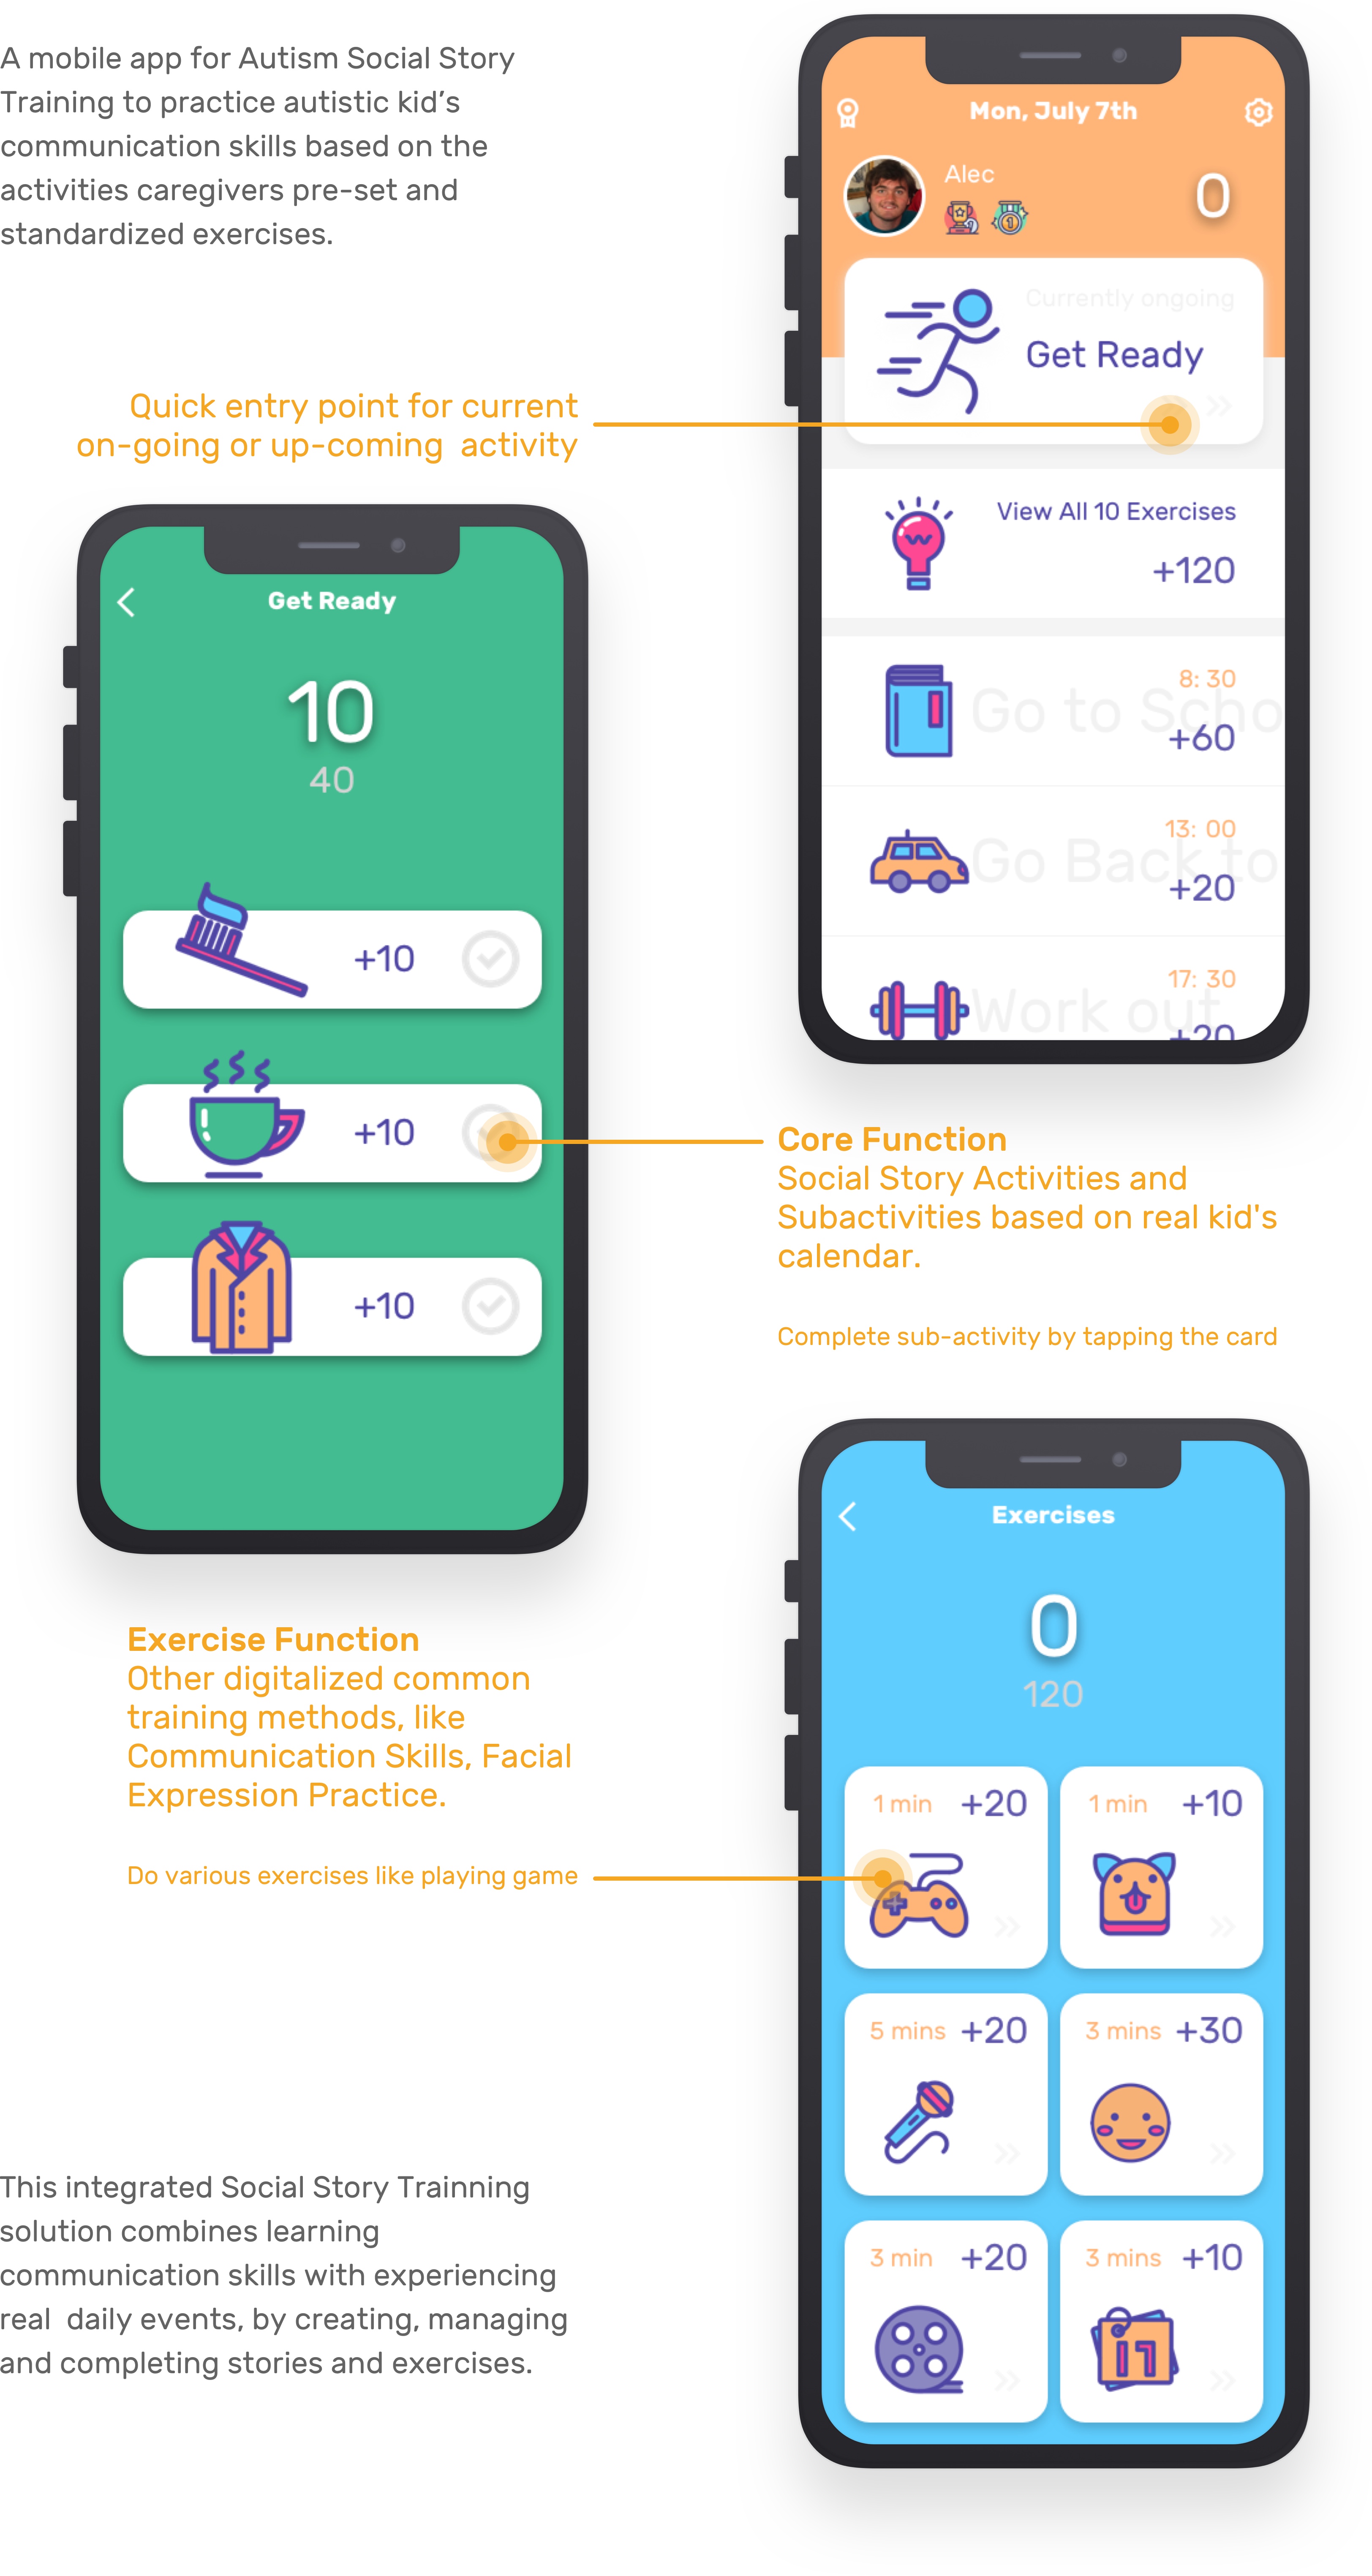 A mobile app for Autism Social Story
Training to practice autistic kid’s
communication skills based on the
activities caregivers pre-set and
standardized exercises.
Mon, July 7th
Alec
0
1
1
Currently ongoing
Get Ready
Quick entry point for current
on-going or up-coming  activity
View All 10 Exercises
+120
8: 30
Go to Scho
+60
13: 00
Go Back to
+20
17: 30
Work out
+20
Get Ready
10
40
+10
+10
+10
Core Function
Social Story Activities and
Subactivities based on real kid's
calendar.
Complete sub-activity by tapping the card
Exercise Function
Other digitalized common
training methods, like
Communication Skills, Facial
Expression Practice.
Do various exercises like playing game
Exercises
0
120
1 min +20
1 min +10
5 mins +20
3 mins +30
3 min +20
3 mins +10
17
This integrated Social Story Trainning
solution combines learning
communication skills with experiencing
real  daily events, by creating, managing
and completing stories and exercises.